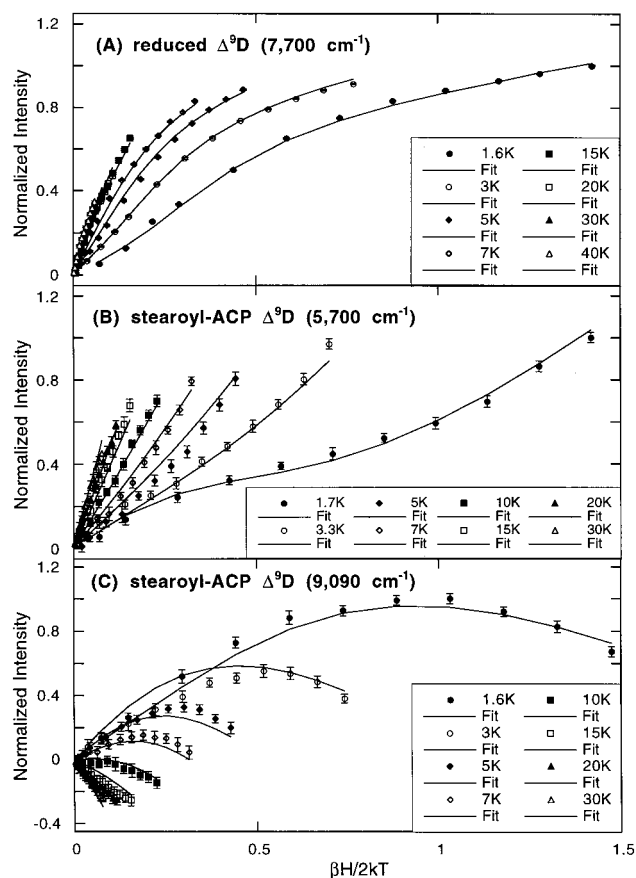 (A) reduced Δ⁹D (7,700 cm⁻¹)
Normalized Intensity
1.2
0.8
0.4
0
1.6K 15K
Fit Fit
3K 20K
Fit Fit
5K 30K
Fit Fit
7K 40K
Fit Fit
(B) stearoyl-ACP Δ⁹D (5,700 cm⁻¹)
Normalized Intensity
1.2
0.8
0.4
0
1.7K 5K 10K 20K
Fit Fit Fit Fit
3.3K 7K 15K 30K
Fit Fit Fit Fit
(C) stearoyl-ACP Δ⁹D (9,090 cm⁻¹)
Normalized Intensity
1.2
0.8
0.4
0
-0.4
1.6K 10K
Fit Fit
3K 15K
Fit Fit
5K 20K
Fit Fit
7K 30K
Fit Fit
0 0.5 1 1.5
βH/2kT